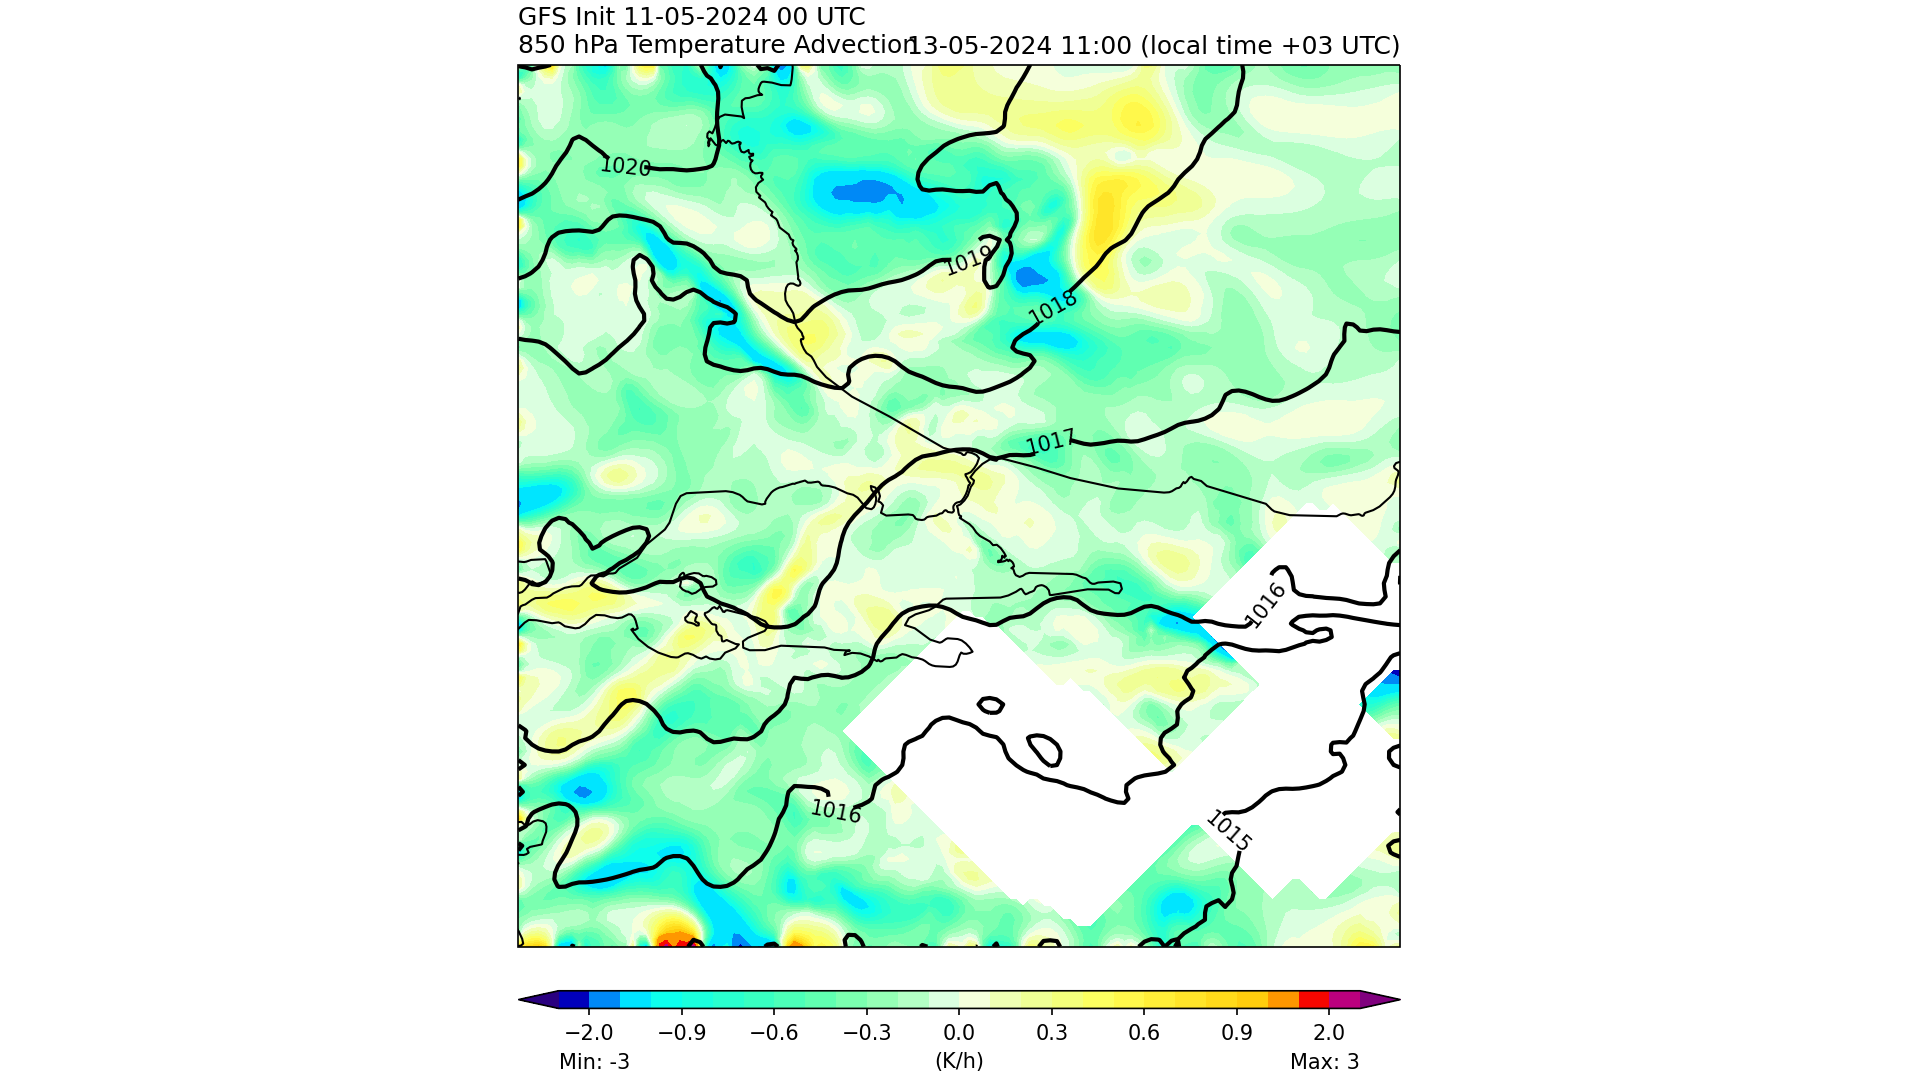 GFS Init 11-05-2024 00 UTC
850 hPa Temperature Advection
13-05-2024 11:00 (local time +03 UTC)
1020
1019
1018
1017
1016
1016
1015
−2.0 −0.9 −0.6 −0.3 0.0 0.3 0.6 0.9 2.0
Min: -3 (K/h) Max: 3